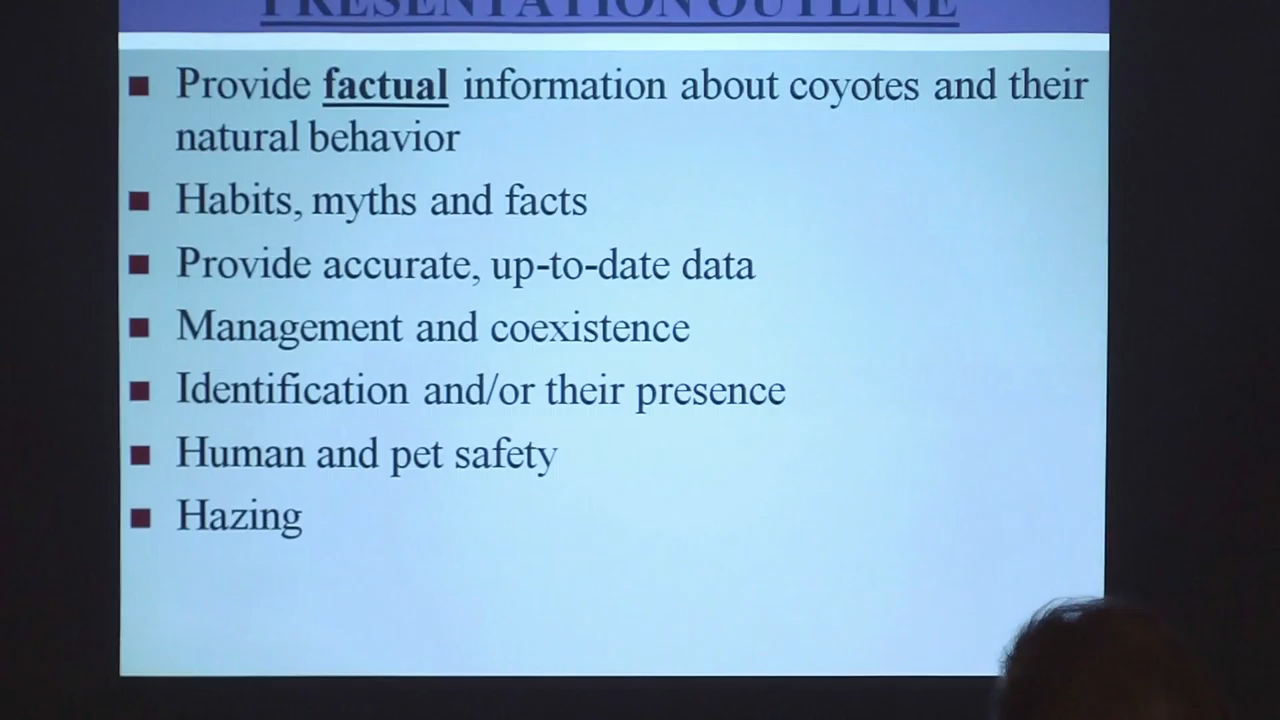 PRESENTATION OUTLINE
Provide factual information about coyotes and their
natural behavior
Habits, myths and facts
Provide accurate, up-to-date data
Management and coexistence
Identification and/or their presence
Human and pet safety
Hazing